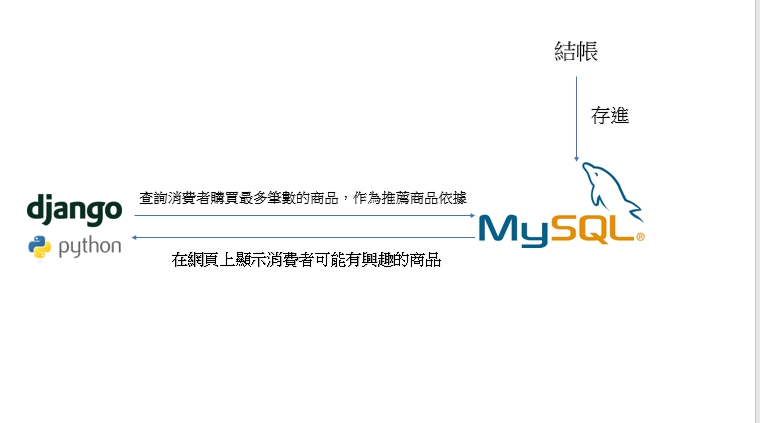 結帳
存進
查詢消費者購買最多筆數的商品，作為推薦商品依據
django
MySQL®
python
在網頁上顯示消費者可能有興趣的商品